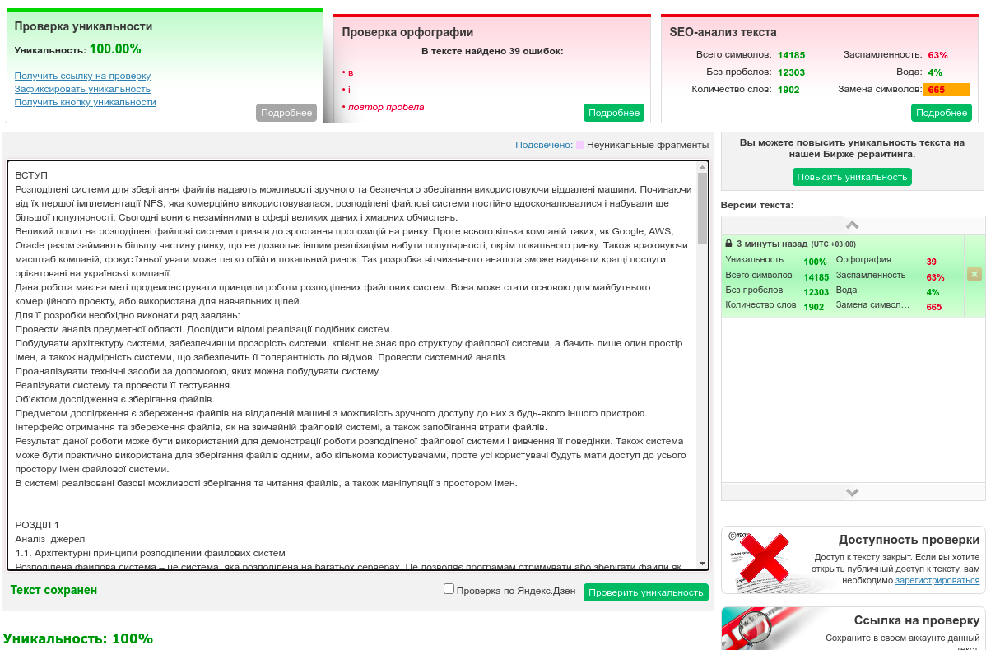 Проверка уникальности
Уникальность: 100.00%
Получить ссылку на проверку
Зафиксировать уникальность
Получить кнопку уникальности
Подробнее
Проверка орфографии
В тексте найдено 39 ошибок:
• в
• і
• повтор пробела
Подробнее
SEO-анализ текста
Всего символов: 14185 Заспамленность: 63%
Без пробелов: 12303 Вода: 4%
Количество слов: 1902 Замена символов: 665
Подробнее
Подсвечено: Неуникальные фрагменты
ВСТУП
Розподілені системи для зберігання файлів надають можливості зручного та безпечного зберігання використовуючи віддалені машини. Починаючи
від їх першої імплементації NFS, яка комерційно використовувалася, розподілені файлові системи постійно вдосконалювалися і набували ще
більшої популярності. Сьогодні вони є незамінними в сфері великих даних і хмарних обчислень.
Великий попит на розподілені файлові системи призвів до зростання пропозицій на ринку. Проте всього кілька компаній таких, як Google, AWS,
Oracle разом займають більшу частину ринку, що не дозволяє іншим реалізаціям набути популярності, окрім локального ринку. Також враховуючи
масштаб компаній, фокус їхньої уваги може легко обійти локальний ринок. Так розробка вітчизняного аналога зможе надавати кращі послуги
орієнтовані на українські компанії.
Дана робота має на меті продемонструвати принципи роботи розподілених файлових систем. Вона може стати основою для майбутнього
комерційного проекту, або використана для навчальних цілей.
Для її розробки необхідно виконати ряд завдань:
Провести аналіз предметної області. Дослідити відомі реалізації подібних систем.
Побудувати архітектуру системи, забезпечивши прозорість системи, клієнт не знає про структуру файлової системи, а бачить лише один простір
імен, а також надмірність системи, що забезпечить її толерантність до відмов. Провести системний аналіз.
Проаналізувати технічні засоби за допомогою, яких можна побудувати систему.
Реалізувати систему та провести її тестування.
Об'єктом дослідження є зберігання файлів.
Предметом дослідження є збереження файлів на віддаленій машині з можливість зручного доступу до них з будь-якого іншого пристрою.
Інтерфейс отримання та збереження файлів, як на звичайній файловій системі, а також запобігання втрати файлів.
Результат даної роботи може бути використаний для демонстрації роботи розподіленої файлової системи і вивчення її поведінки. Також система
може бути практично використана для зберігання файлів одним, або кількома користувачами, проте усі користувачі будуть мати доступ до усього
простору імен файлової системи.
В системі реалізовані базові можливості зберігання та читання файлів, а також маніпуляції з простором імен.
РОЗДІЛ 1
Аналіз джерел
1.1. Архітектурні принципи розподілений файлових систем
Розподілена файлова система – це система, яка розподілена на багатьох серверах. Це дозволяє програмам отримувати або зберігати файли як
Текст сохранен
Проверка по Яндекс.Дзен
Проверить уникальность
Уникальность: 100%
Вы можете повысить уникальность текста на
нашей Бирже рерайтинга.
Повысить уникальность
Версии текста:
3 минуты назад (UTC +03:00)
Уникальность 100% Орфография 39
Всего символов 14185 Заспамленность 63%
Без пробелов 12303 Вода 4%
Количество слов 1902 Замена символ… 665
Доступность проверки
Доступ к тексту закрыт. Если вы хотите
открыть публичный доступ к тексту, вам
необходимо зарегистрироваться
Ссылка на проверку
Сохраните в своем аккаунте данный
текст.